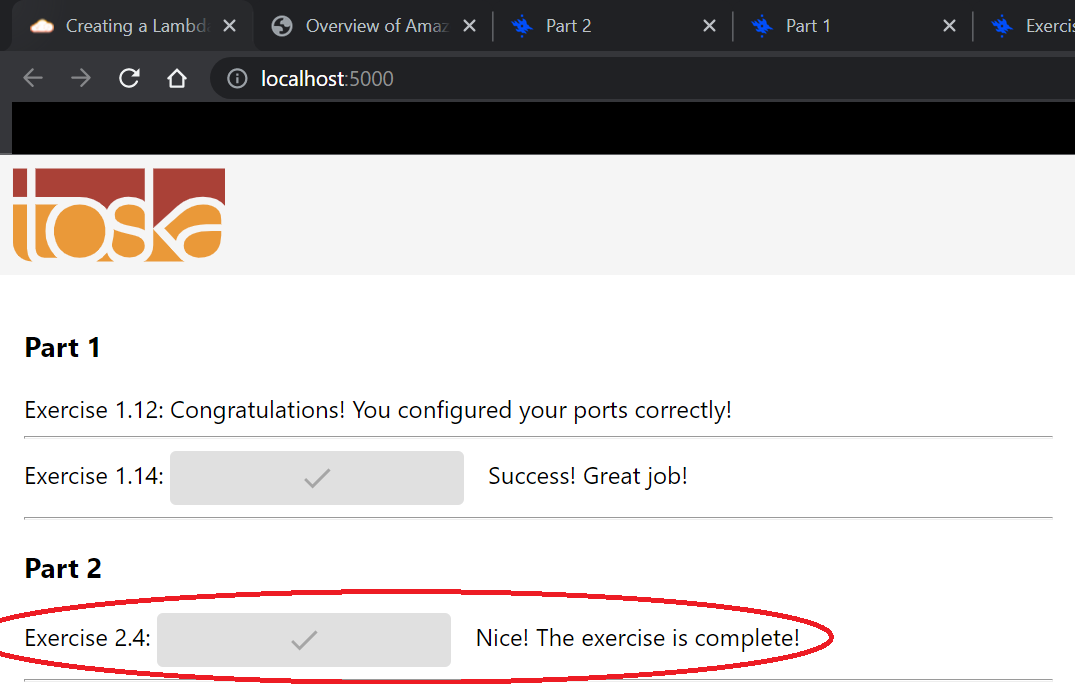 Creating a Lambda
Overview of Amaz
Part 2
Part 1
Exercis
localhost:5000
toska
Part 1
Exercise 1.12: Congratulations! You configured your ports correctly!
Exercise 1.14: Success! Great job!
Part 2
Exercise 2.4: Nice! The exercise is complete!